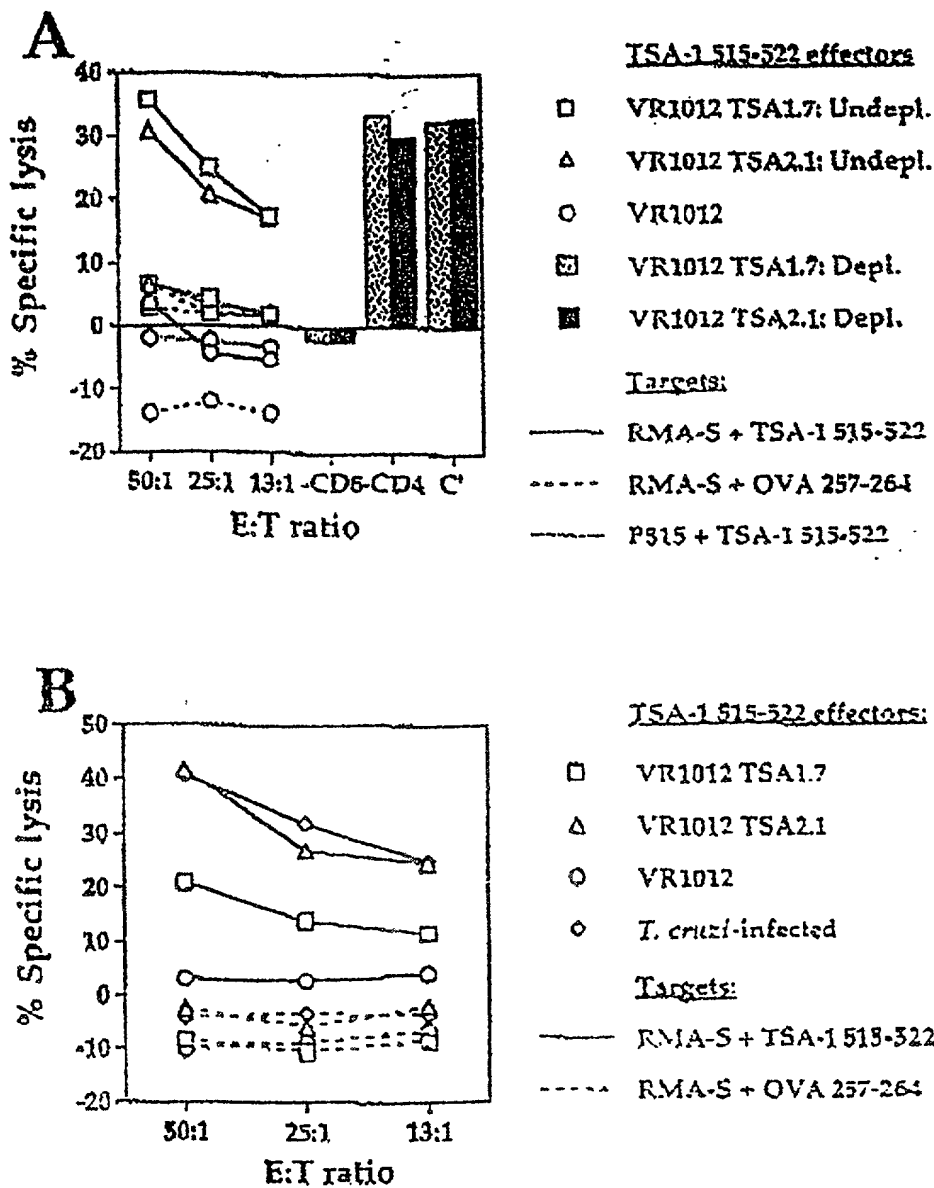 A
TSA-1 515-522 effectors
VR1012 TSA1.7: Undepl.
VR1012 TSA2.1: Undepl.
VR1012
VR1012 TSA1.7: Depl.
VR1012 TSA2.1: Depl.
Targets:
RMA-S + TSA-1 515-522
RMA-S + OVA 257-264
P815 + TSA-1 515-522
% Specific lysis
40
30
20
10
0
-10
-20
50:1 25:1 13:1 -CD8 -CD4 C'
E:T ratio
B
TSA-1 515-522 effectors:
VR1012 TSA1.7
VR1012 TSA2.1
VR1012
T. cruzi-infected
Targets:
RMA-S + TSA-1 515-522
RMA-S + OVA 257-264
% Specific lysis
50
40
30
20
10
0
-10
-20
50:1 25:1 13:1
E:T ratio